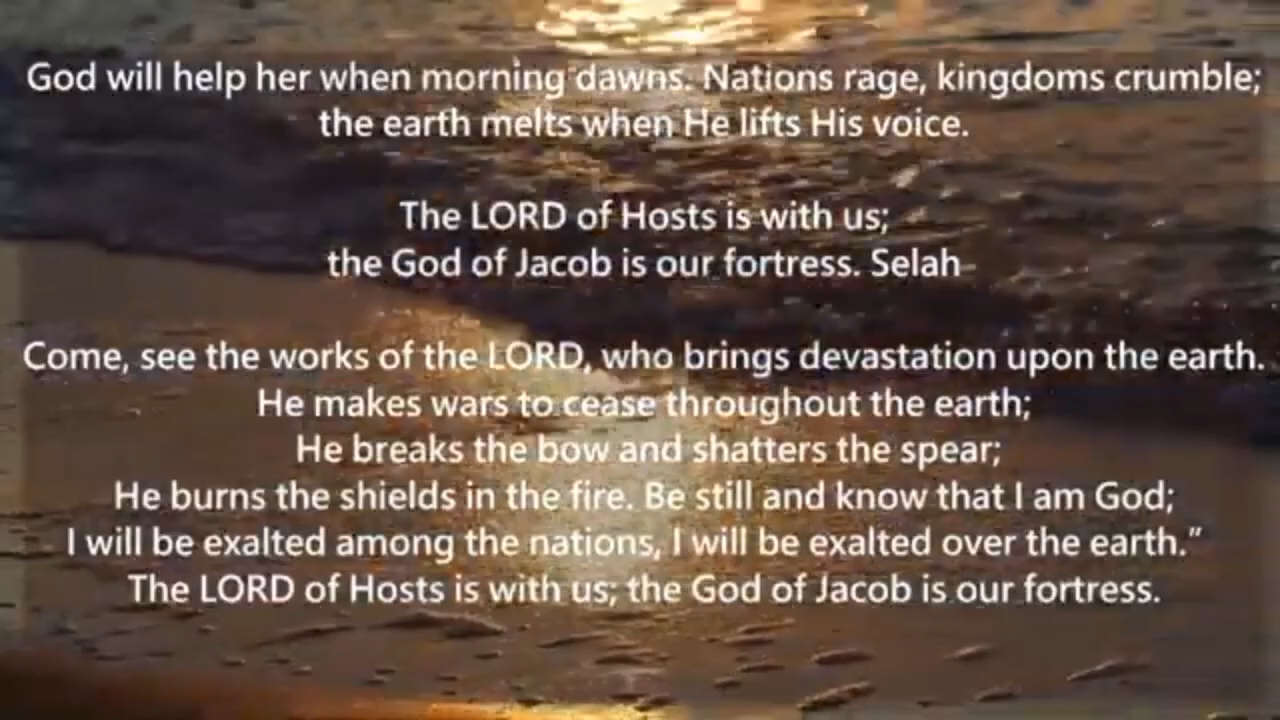 God will help her when morning dawns. Nations rage, kingdoms crumble;
the earth melts when He lifts His voice.
The LORD of Hosts is with us;
the God of Jacob is our fortress. Selah
Come, see the works of the LORD, who brings devastation upon the earth.
He makes wars to cease throughout the earth;
He breaks the bow and shatters the spear;
He burns the shields in the fire. Be still and know that I am God;
I will be exalted among the nations, I will be exalted over the earth.”
The LORD of Hosts is with us; the God of Jacob is our fortress.